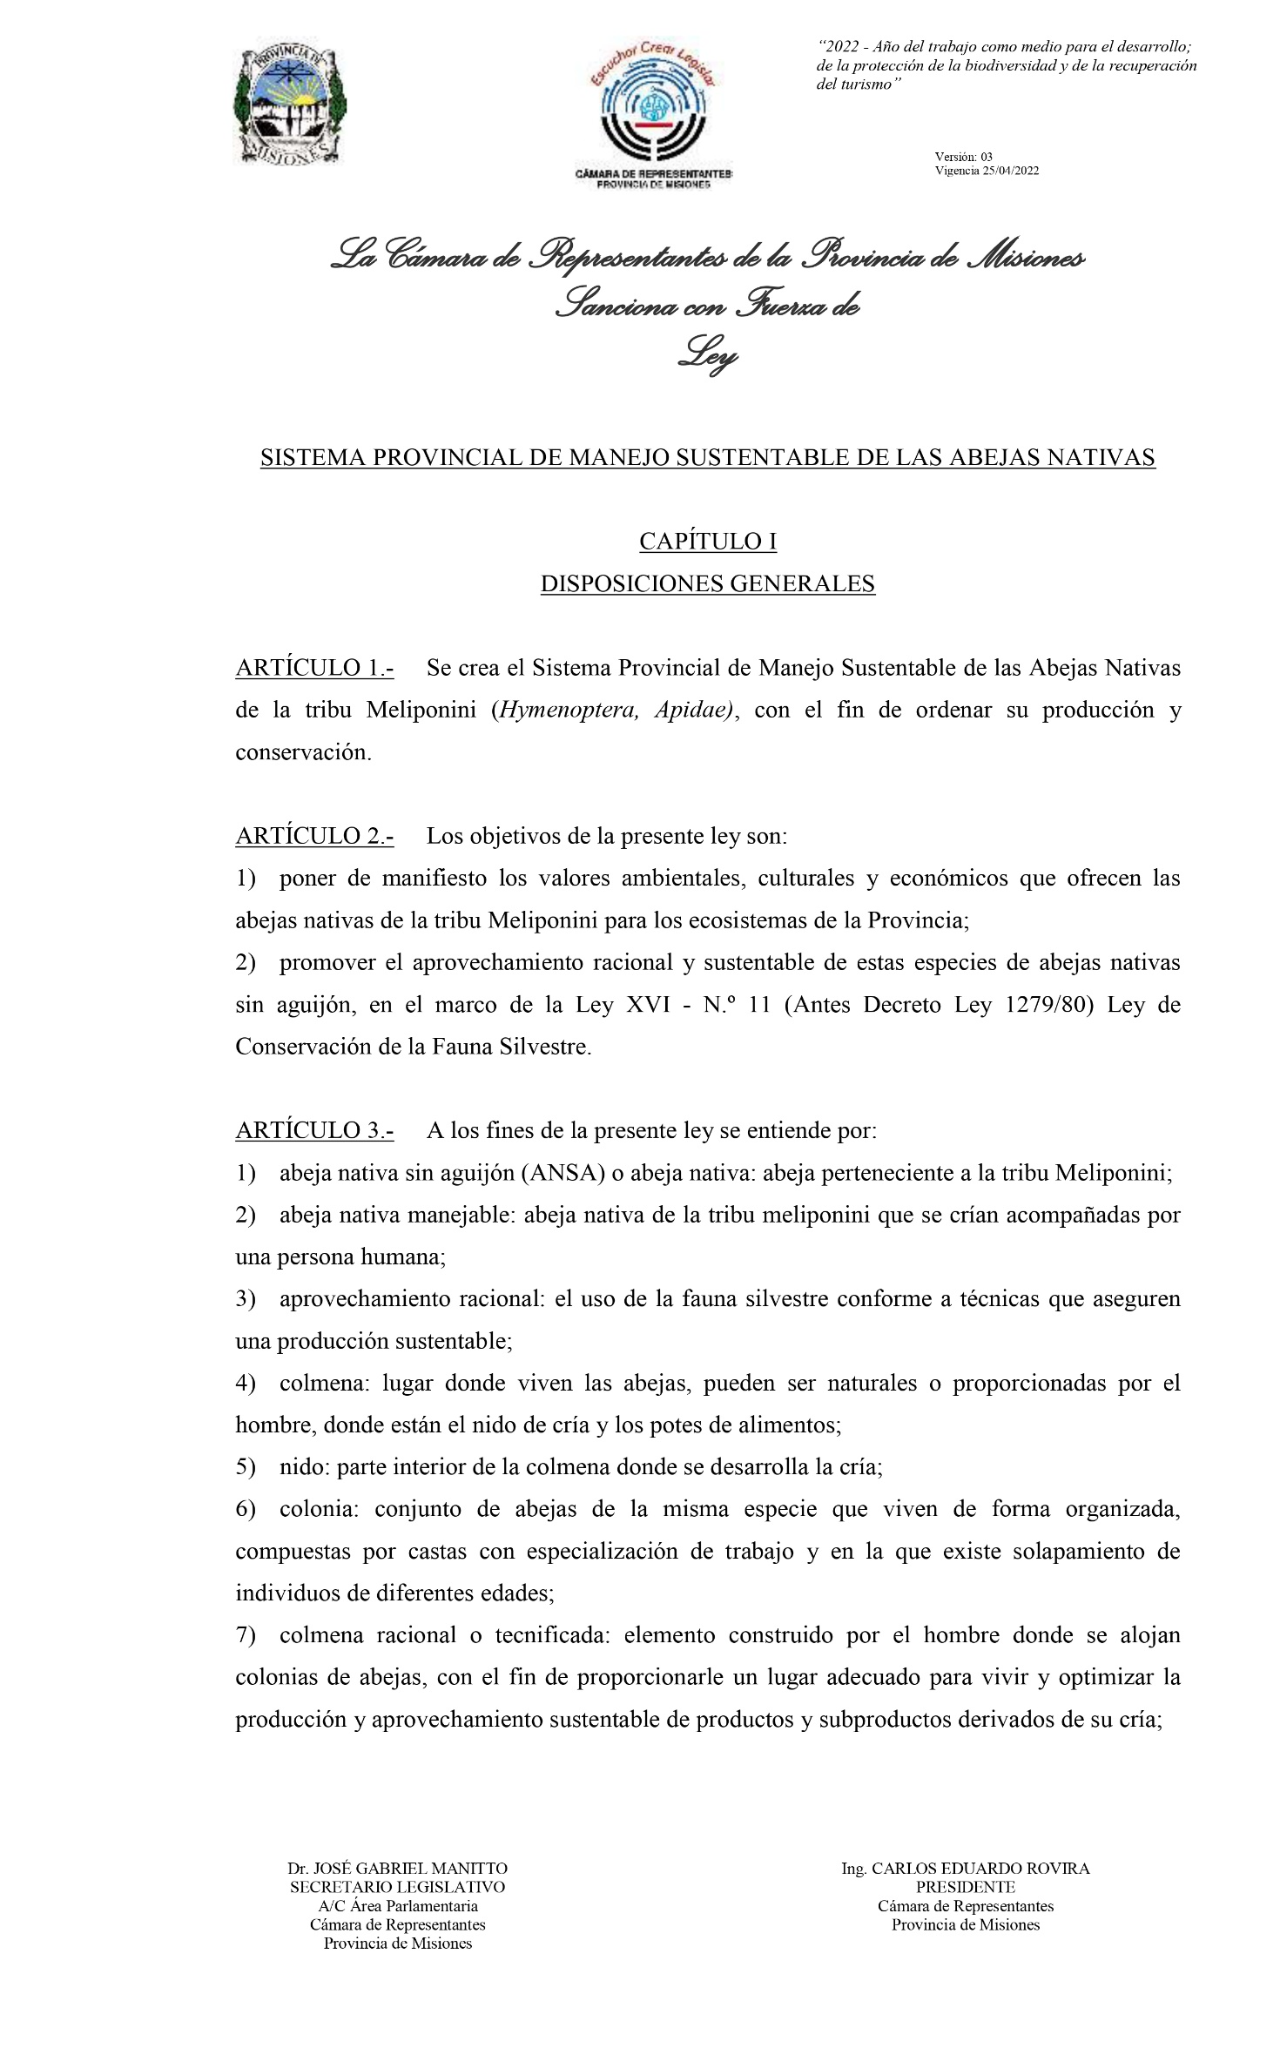 PROVINCIA DE
MISIONES
Escuchar Crear Legislar
CÁMARA DE REPRESENTANTES
PROVINCIA DE MISIONES
“2022 - Año del trabajo como medio para el desarrollo;
de la protección de la biodiversidad y de la recuperación
del turismo”
Versión: 03
Vigencia 25/04/2022
La Cámara de Representantes de la Provincia de Misiones
Sanciona con Fuerza de
Ley
SISTEMA PROVINCIAL DE MANEJO SUSTENTABLE DE LAS ABEJAS NATIVAS
CAPÍTULO I
DISPOSICIONES GENERALES
ARTÍCULO 1.- Se crea el Sistema Provincial de Manejo Sustentable de las Abejas Nativas
de la tribu Meliponini (Hymenoptera, Apidae), con el fin de ordenar su producción y
conservación.
ARTÍCULO 2.- Los objetivos de la presente ley son:
1) poner de manifiesto los valores ambientales, culturales y económicos que ofrecen las
abejas nativas de la tribu Meliponini para los ecosistemas de la Provincia;
2) promover el aprovechamiento racional y sustentable de estas especies de abejas nativas
sin aguijón, en el marco de la Ley XVI - N.º 11 (Antes Decreto Ley 1279/80) Ley de
Conservación de la Fauna Silvestre.
ARTÍCULO 3.- A los fines de la presente ley se entiende por:
1) abeja nativa sin aguijón (ANSA) o abeja nativa: abeja perteneciente a la tribu Meliponini;
2) abeja nativa manejable: abeja nativa de la tribu meliponini que se crían acompañadas por
una persona humana;
3) aprovechamiento racional: el uso de la fauna silvestre conforme a técnicas que aseguren
una producción sustentable;
4) colmena: lugar donde viven las abejas, pueden ser naturales o proporcionadas por el
hombre, donde están el nido de cría y los potes de alimentos;
5) nido: parte interior de la colmena donde se desarrolla la cría;
6) colonia: conjunto de abejas de la misma especie que viven de forma organizada,
compuestas por castas con especialización de trabajo y en la que existe solapamiento de
individuos de diferentes edades;
7) colmena racional o tecnificada: elemento construido por el hombre donde se alojan
colonias de abejas, con el fin de proporcionarle un lugar adecuado para vivir y optimizar la
producción y aprovechamiento sustentable de productos y subproductos derivados de su cría;
Dr. JOSÉ GABRIEL MANITTO
SECRETARIO LEGISLATIVO
A/C Área Parlamentaria
Cámara de Representantes
Provincia de Misiones
Ing. CARLOS EDUARDO ROVIRA
PRESIDENTE
Cámara de Representantes
Provincia de Misiones